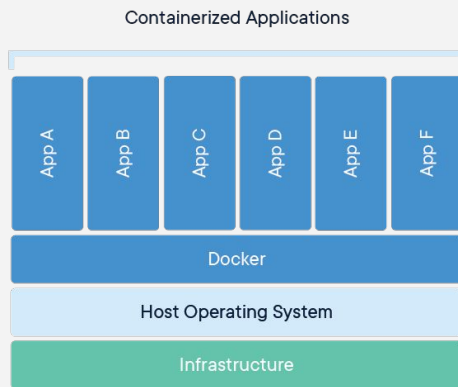 Containerized Applications
App A
App B
App C
App D
App E
App F
Docker
Host Operating System
Infrastructure